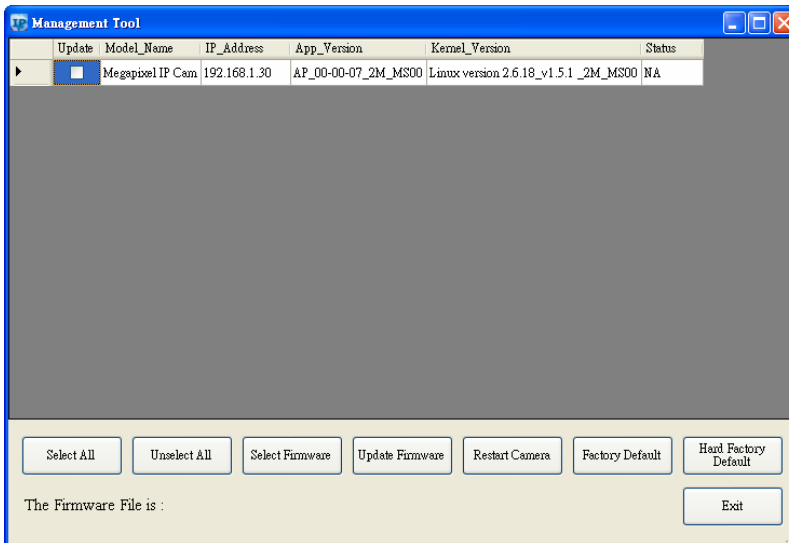 IP Management Tool
Update Model_Name IP_Address App_Version Kernel_Version Status
Megapixel IP Cam 192.168.1.30 AP_00-00-07_2M_MS00 Linux version 2.6.18_v1.5.1 _2M_MS00 NA
Select All Unselect All Select Firmware Update Firmware Restart Camera Factory Default Hard Factory
Default
The Firmware File is : Exit